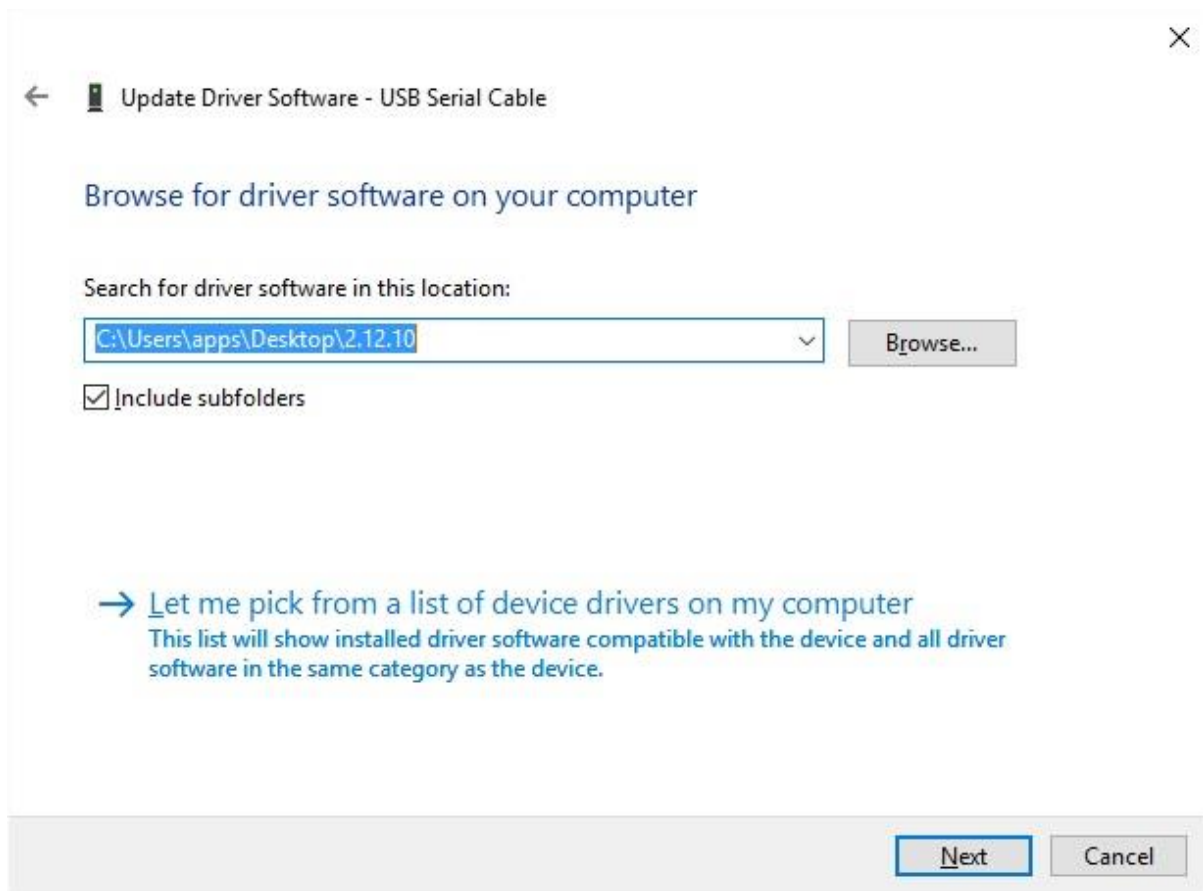 Update Driver Software - USB Serial Cable
Browse for driver software on your computer
Search for driver software in this location:
C:\Users\apps\Desktop\2.12.10
Browse...
Include subfolders
Let me pick from a list of device drivers on my computer
This list will show installed driver software compatible with the device and all driver
software in the same category as the device.
Next
Cancel